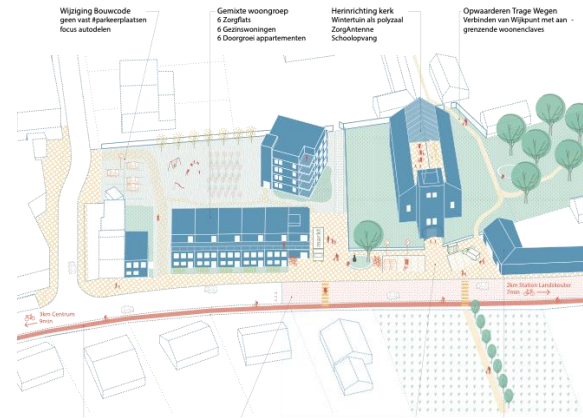 Wijziging Bouwcode
geen vast #parkeerplaatsen
focus autodelen
Gemixte woongroep
6 Zorgflats
6 Gezinswoningen
6 Doorgroei appartementen
Herinrichting kerk
Wintertuin als polyzaal
ZorgAntenne
Schoolopvang
Opwaarderen Trage Wegen
Verbinden van Wijkpunt met aan -
grenzende woonenclaves
3km Centrum
9min
2km Station Landskouter
7min